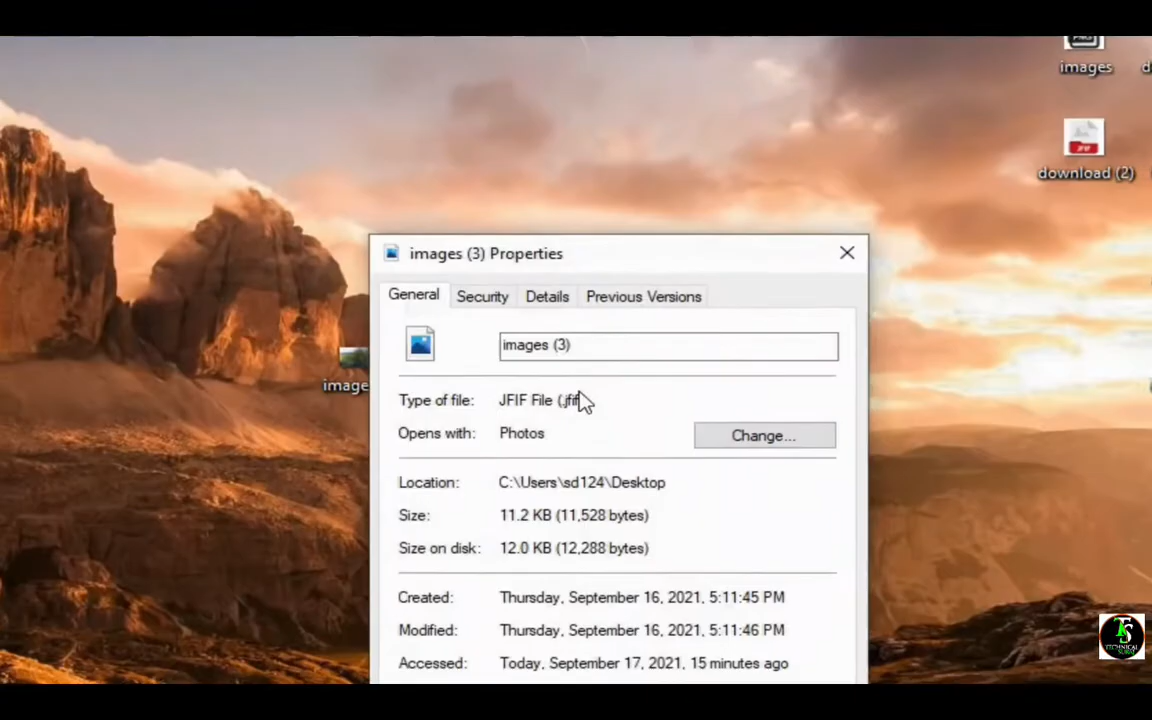 images
download (2)
image
images (3) Properties
General
Security
Details
Previous Versions
images (3)
Type of file:
JFIF File (.jfif
Opens with:
Photos
Change...
Location:
C:\Users\sd124\Desktop
Size:
11.2 KB (11,528 bytes)
Size on disk:
12.0 KB (12,288 bytes)
Created:
Thursday, September 16, 2021, 5:11:45 PM
Modified:
Thursday, September 16, 2021, 5:11:46 PM
Accessed:
Today, September 17, 2021, 15 minutes ago
TS
TECHNICAL